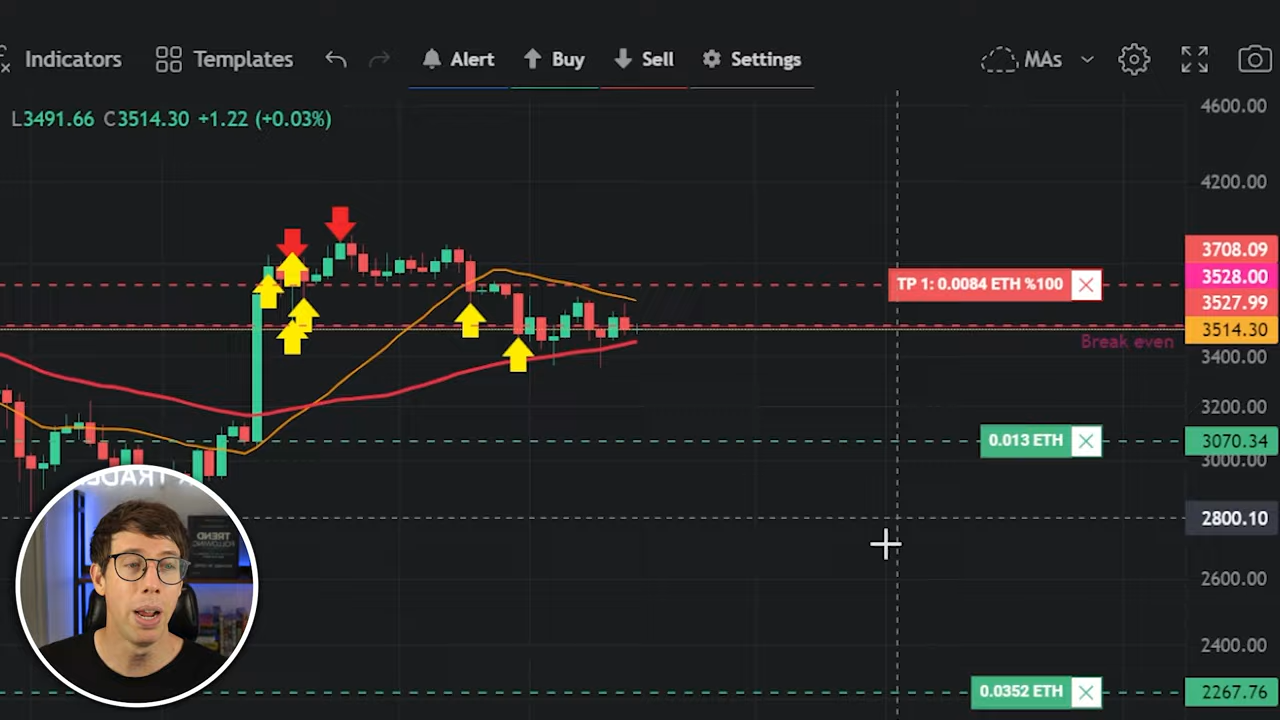 Indicators Templates Alert Buy Sell Settings MAs
L3491.66 C3514.30 +1.22 (+0.03%)
4600.00
4200.00
3708.09
TP 1: 0.0084 ETH %100
3528.00
3527.99
3514.30
Break even
3400.00
3200.00
0.013 ETH
3070.34
3000.00
2800.10
TREND
FOLLOWING
2600.00
2400.00
0.0352 ETH
2267.76